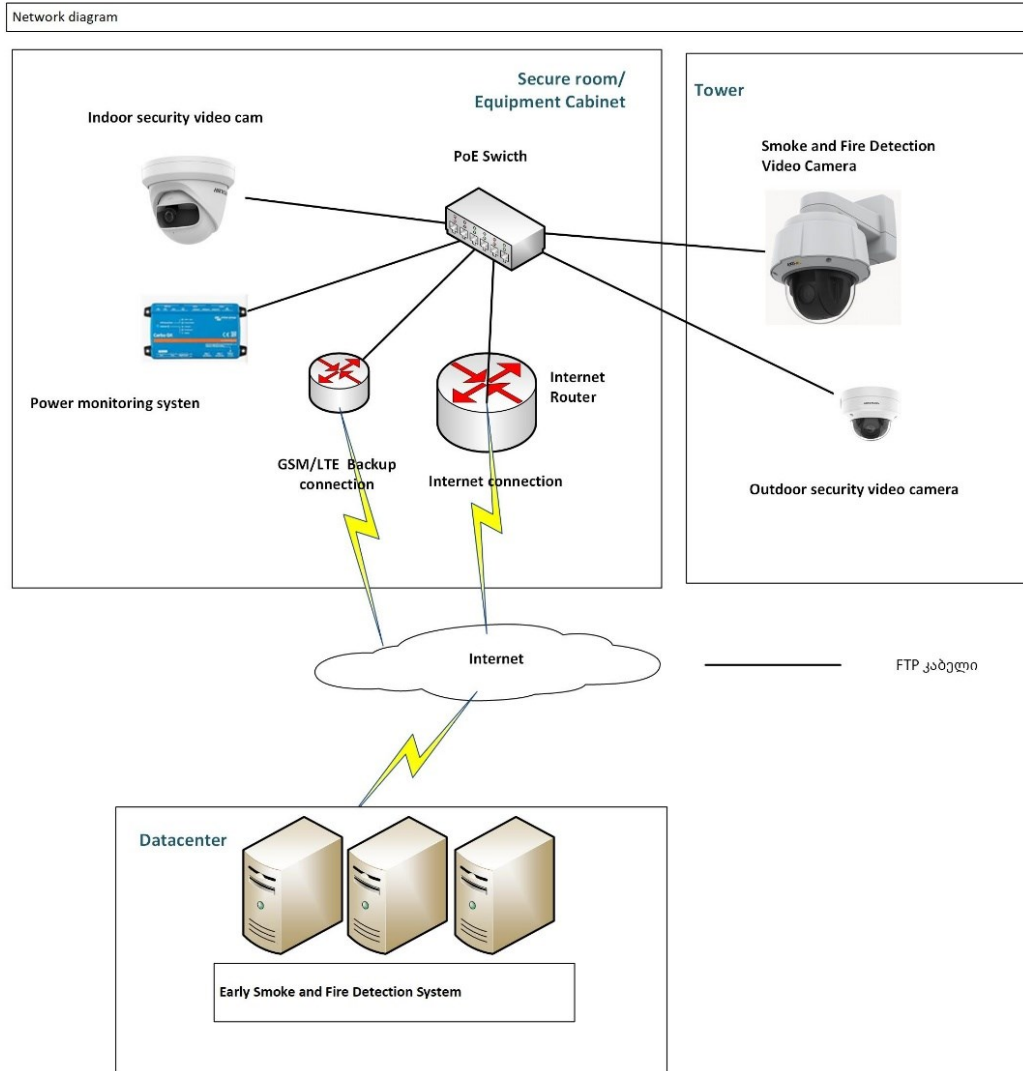 Network diagram
Secure room/
Equipment Cabinet
Indoor security video cam
PoE Swicth
Power monitoring systen
GSM/LTE Backup
connection
Internet
Router
Internet connection
Tower
Smoke and Fire Detection
Video Camera
Outdoor security video camera
Internet
FTP კაბელი
Datacenter
Early Smoke and Fire Detection System